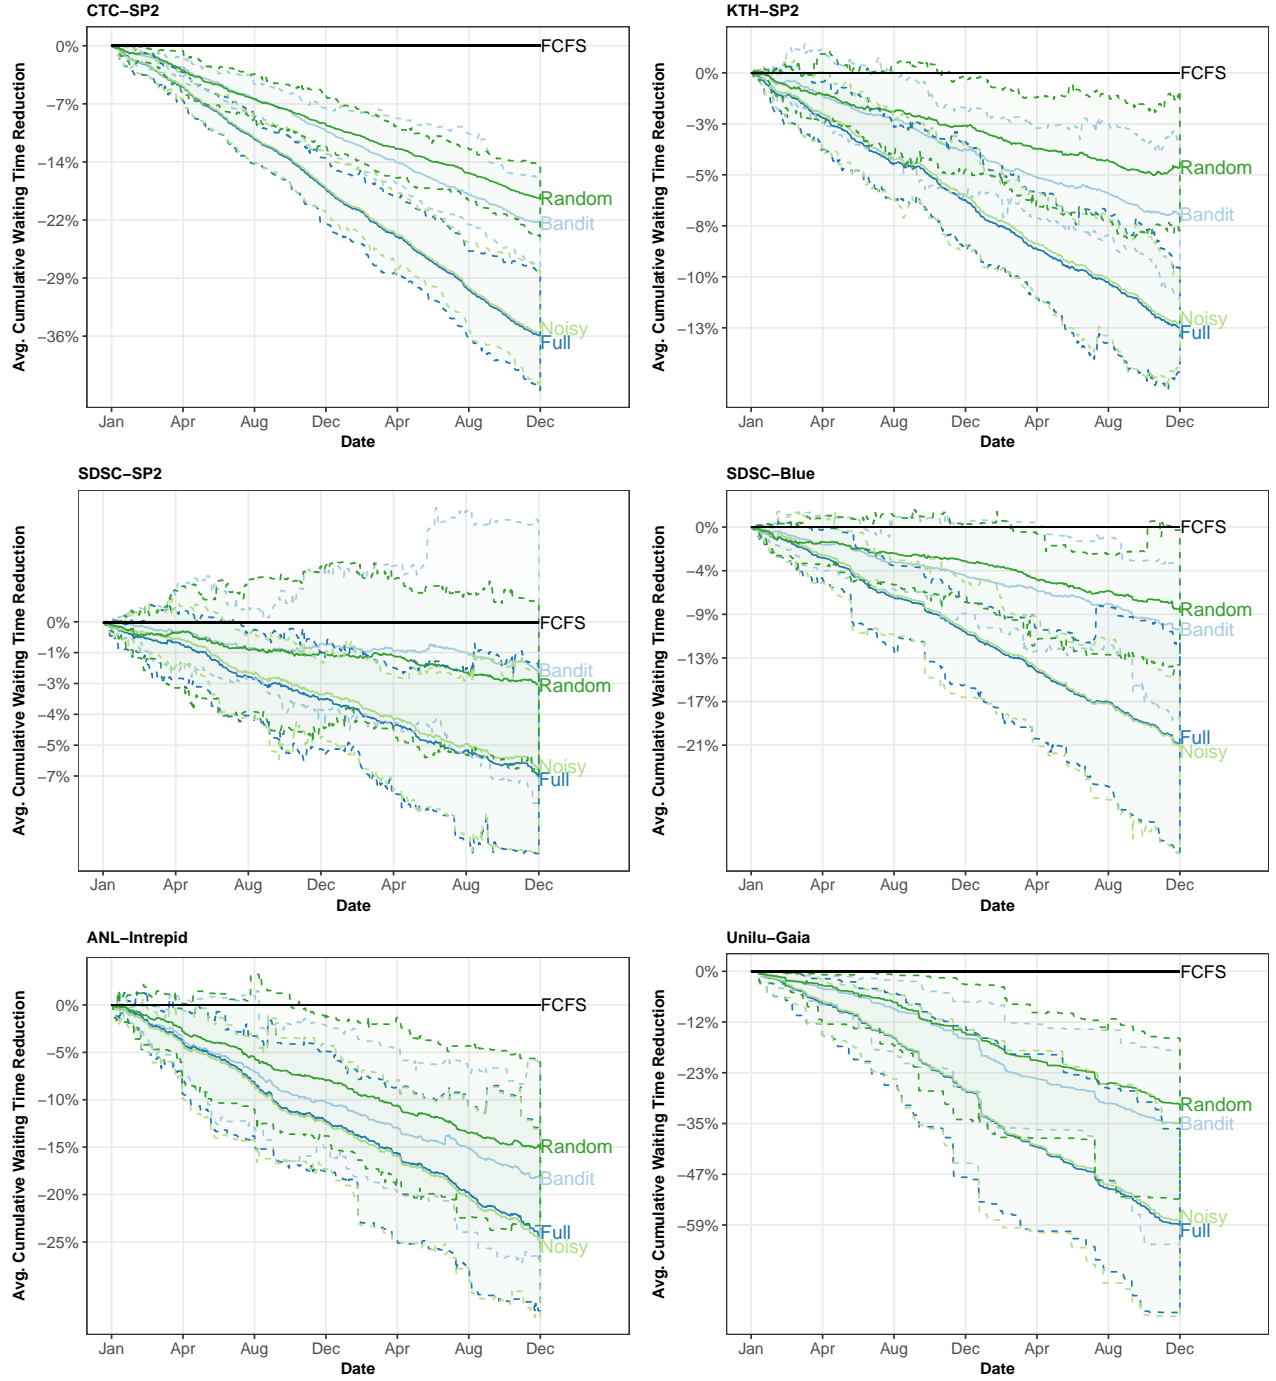 CTC−SP2
Avg. Cumulative Waiting Time Reduction
0%
−7%
−14%
−22%
−29%
−36%
FCFS
Random
Bandit
Noisy
Full
Jan Apr Aug Dec Apr Aug Dec
Date
KTH−SP2
Avg. Cumulative Waiting Time Reduction
0%
−3%
−5%
−8%
−10%
−13%
FCFS
Random
Bandit
Noisy
Full
Jan Apr Aug Dec Apr Aug Dec
Date
SDSC−SP2
Avg. Cumulative Waiting Time Reduction
0%
−1%
−3%
−4%
−5%
−7%
FCFS
Bandit
Random
Noisy
Full
Jan Apr Aug Dec Apr Aug Dec
Date
SDSC−Blue
Avg. Cumulative Waiting Time Reduction
0%
−4%
−9%
−13%
−17%
−21%
FCFS
Random
Bandit
Full
Noisy
Jan Apr Aug Dec Apr Aug Dec
Date
ANL−Intrepid
Avg. Cumulative Waiting Time Reduction
0%
−5%
−10%
−15%
−20%
−25%
FCFS
Random
Bandit
Full
Noisy
Jan Apr Aug Dec Apr Aug Dec
Date
Unilu−Gaia
Avg. Cumulative Waiting Time Reduction
0%
−12%
−23%
−35%
−47%
−59%
FCFS
Random
Bandit
Noisy
Full
Jan Apr Aug Dec Apr Aug Dec
Date